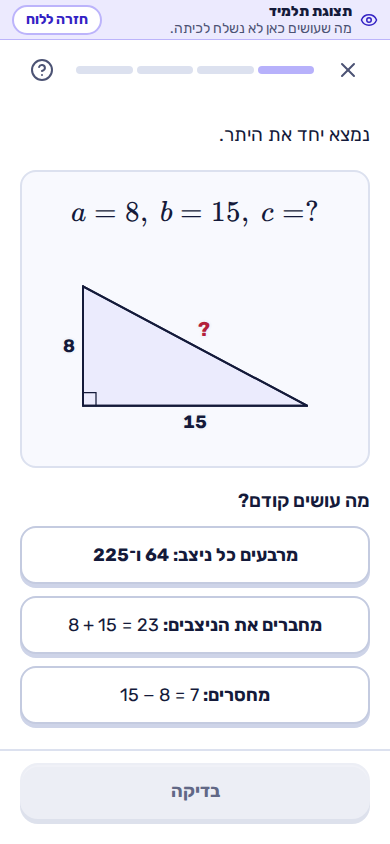 תצוגת תלמיד
מה שעושים כאן לא נשלח לכיתה.
חזרה ללוח
נמצא יחד את היתר.
a = 8, b = 15, c =?
8
?
15
מה עושים קודם?
מרבעים כל ניצב: 64 ו־225
מחברים את הניצבים: 8 + 15 = 23
מחסרים: 15 − 8 = 7
בדיקה